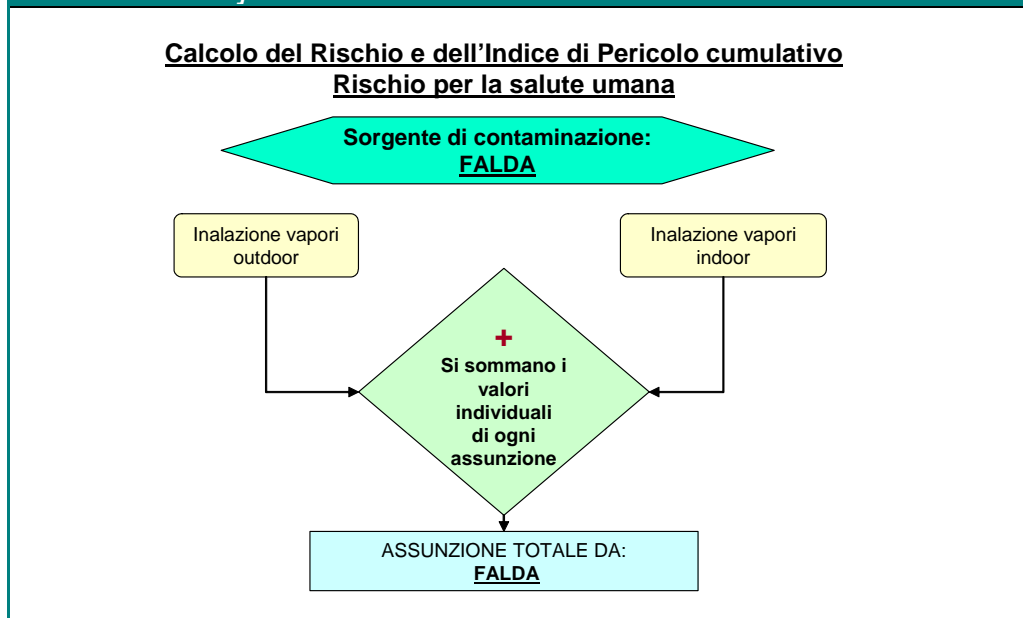 Calcolo del Rischio e dell'Indice di Pericolo cumulativo
Rischio per la salute umana
Sorgente di contaminazione:
FALDA
Inalazione vapori
outdoor
Inalazione vapori
indoor
+
Si sommano i
valori
individuali
di ogni
assunzione
ASSUNZIONE TOTALE DA:
FALDA